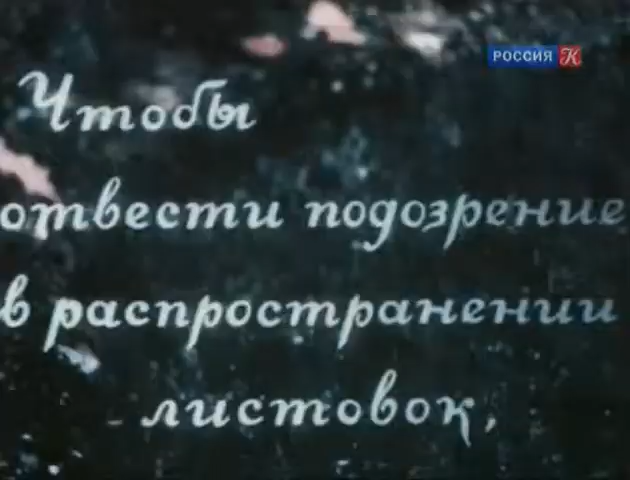 РОССИЯ К
Чтобы
отвести подозрение
в распространении
листовок,